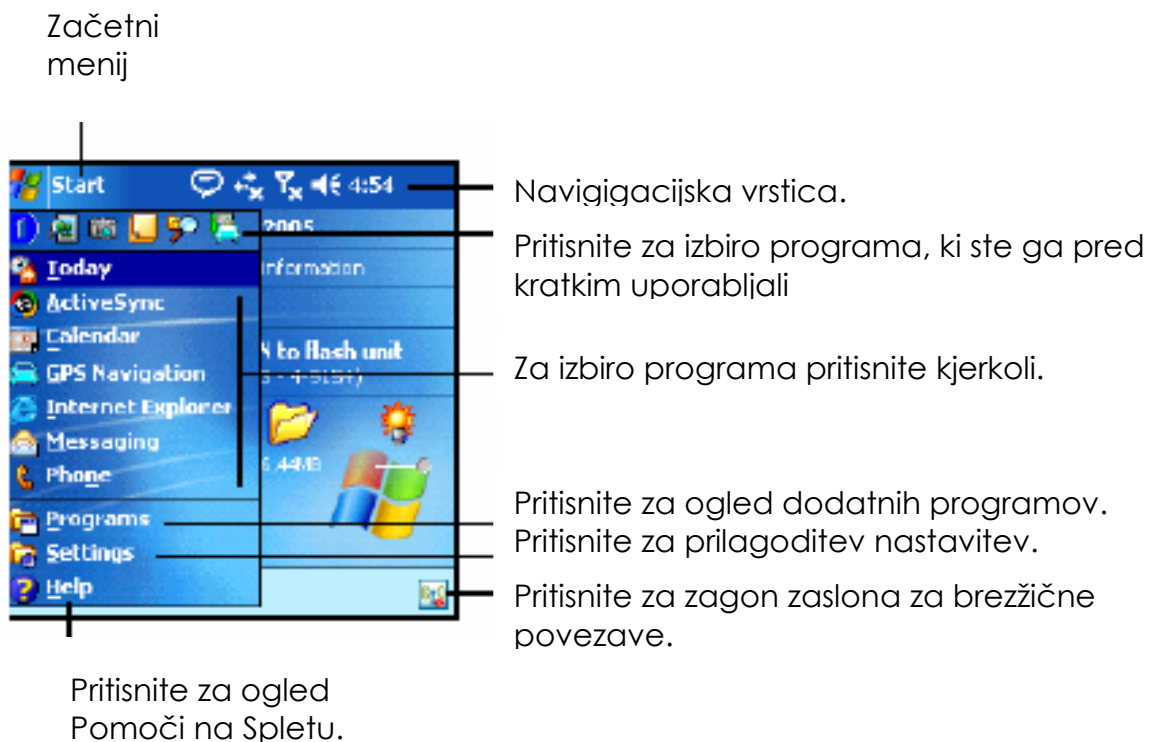 Začetni
menij
Start 4:54
Navigigacijska vrstica.
2005
Pritisnite za izbiro programa, ki ste ga pred
kratkim uporabljali
Today
information
ActiveSync
Calendar
to flash unit
GPS Navigation
Za izbiro programa pritisnite kjerkoli.
Internet Explorer
Messaging
6.44MB
Phone
Programs
Pritisnite za ogled dodatnih programov.
Settings
Pritisnite za prilagoditev nastavitev.
Help
Pritisnite za zagon zaslona za brezžične
povezave.
Pritisnite za ogled
Pomoči na Spletu.